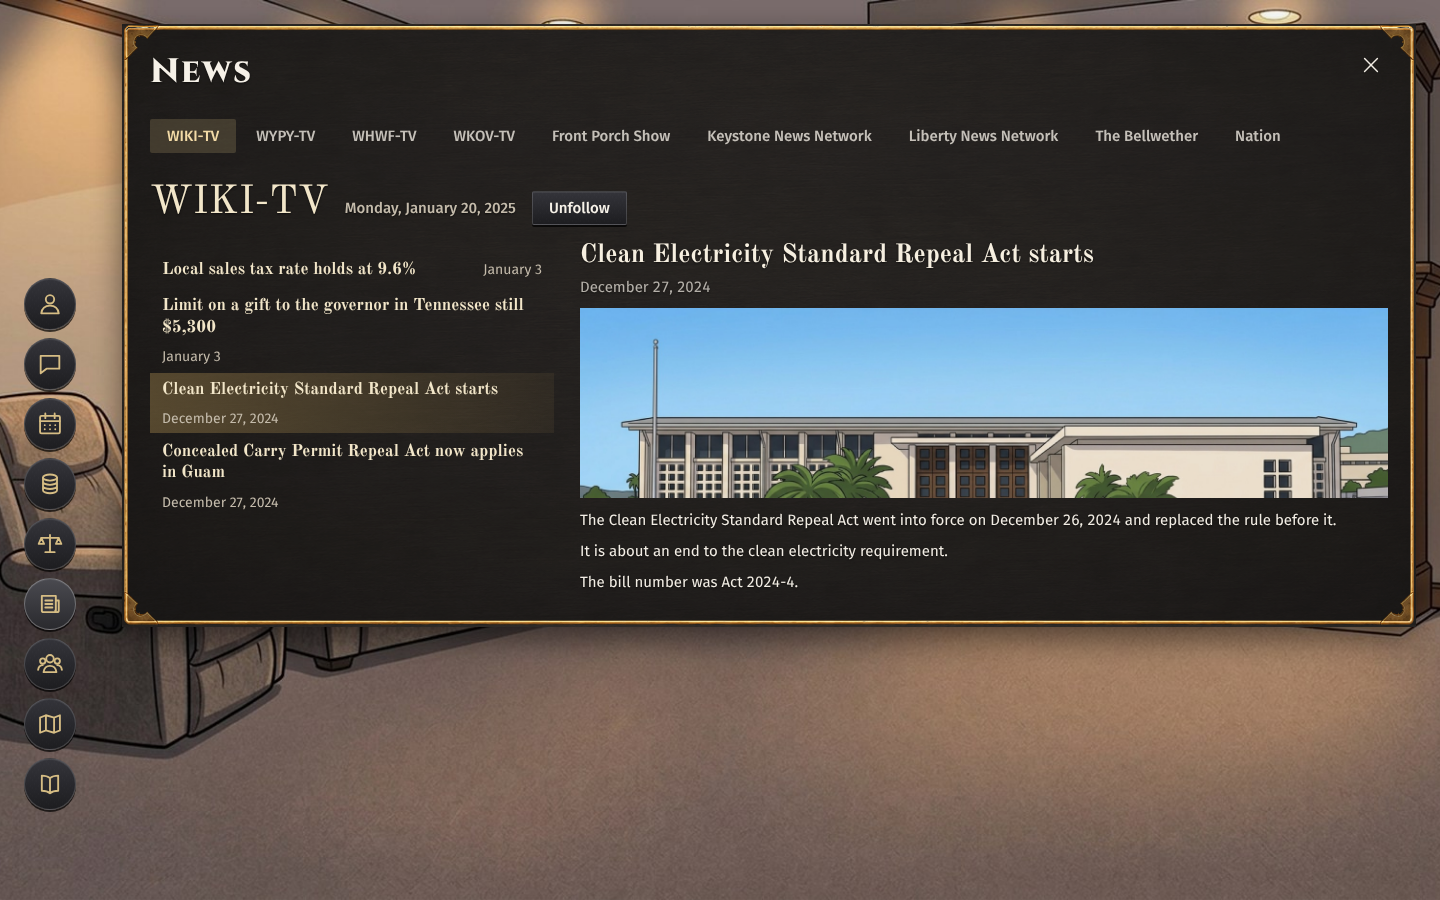 News
WIKI-TV
WYPY-TV
WHWF-TV
WKOV-TV
Front Porch Show
Keystone News Network
Liberty News Network
The Bellwether
Nation
WIKI-TV
Monday, January 20, 2025
Unfollow
Local sales tax rate holds at 9.6%
January 3
Limit on a gift to the governor in Tennessee still
$5,300
January 3
Clean Electricity Standard Repeal Act starts
December 27, 2024
Concealed Carry Permit Repeal Act now applies
in Guam
December 27, 2024
Clean Electricity Standard Repeal Act starts
December 27, 2024
The Clean Electricity Standard Repeal Act went into force on December 26, 2024 and replaced the rule before it.
It is about an end to the clean electricity requirement.
The bill number was Act 2024-4.